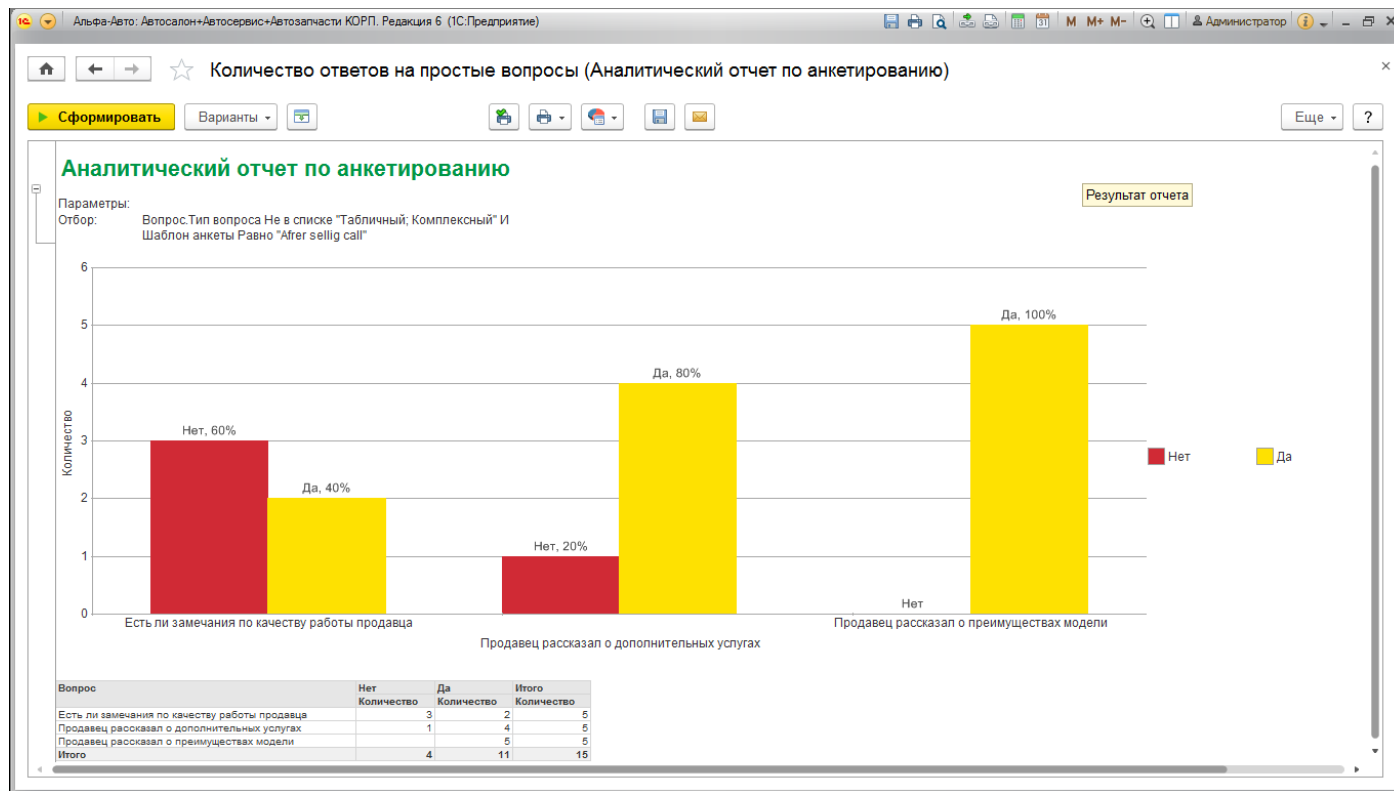 Альфа-Авто: Автосалон+Автосервис+Автозапчасти КОРП. Редакция 6 (1С:Предприятие)
M M+ M- Администратор
Количество ответов на простые вопросы (Аналитический отчет по анкетированию)
Сформировать Варианты Еще ?
Аналитический отчет по анкетированию
Результат отчета
Параметры:
Отбор: Вопрос.Тип вопроса Не в списке "Табличный; Комплексный" И
Шаблон анкеты Равно "Afrer sellig call"
6
Да, 100%
5
Да, 80%
4
Количество
Нет, 60%
3
Нет Да
Да, 40%
2
Нет, 20%
1
Нет
0
Есть ли замечания по качеству работы продавца Продавец рассказал о преимуществах модели
Продавец рассказал о дополнительных услугах
Вопрос Нет Да Итого
Количество Количество Количество
Есть ли замечания по качеству работы продавца 3 2 5
Продавец рассказал о дополнительных услугах 1 4 5
Продавец рассказал о преимуществах модели 5 5
Итого 4 11 15